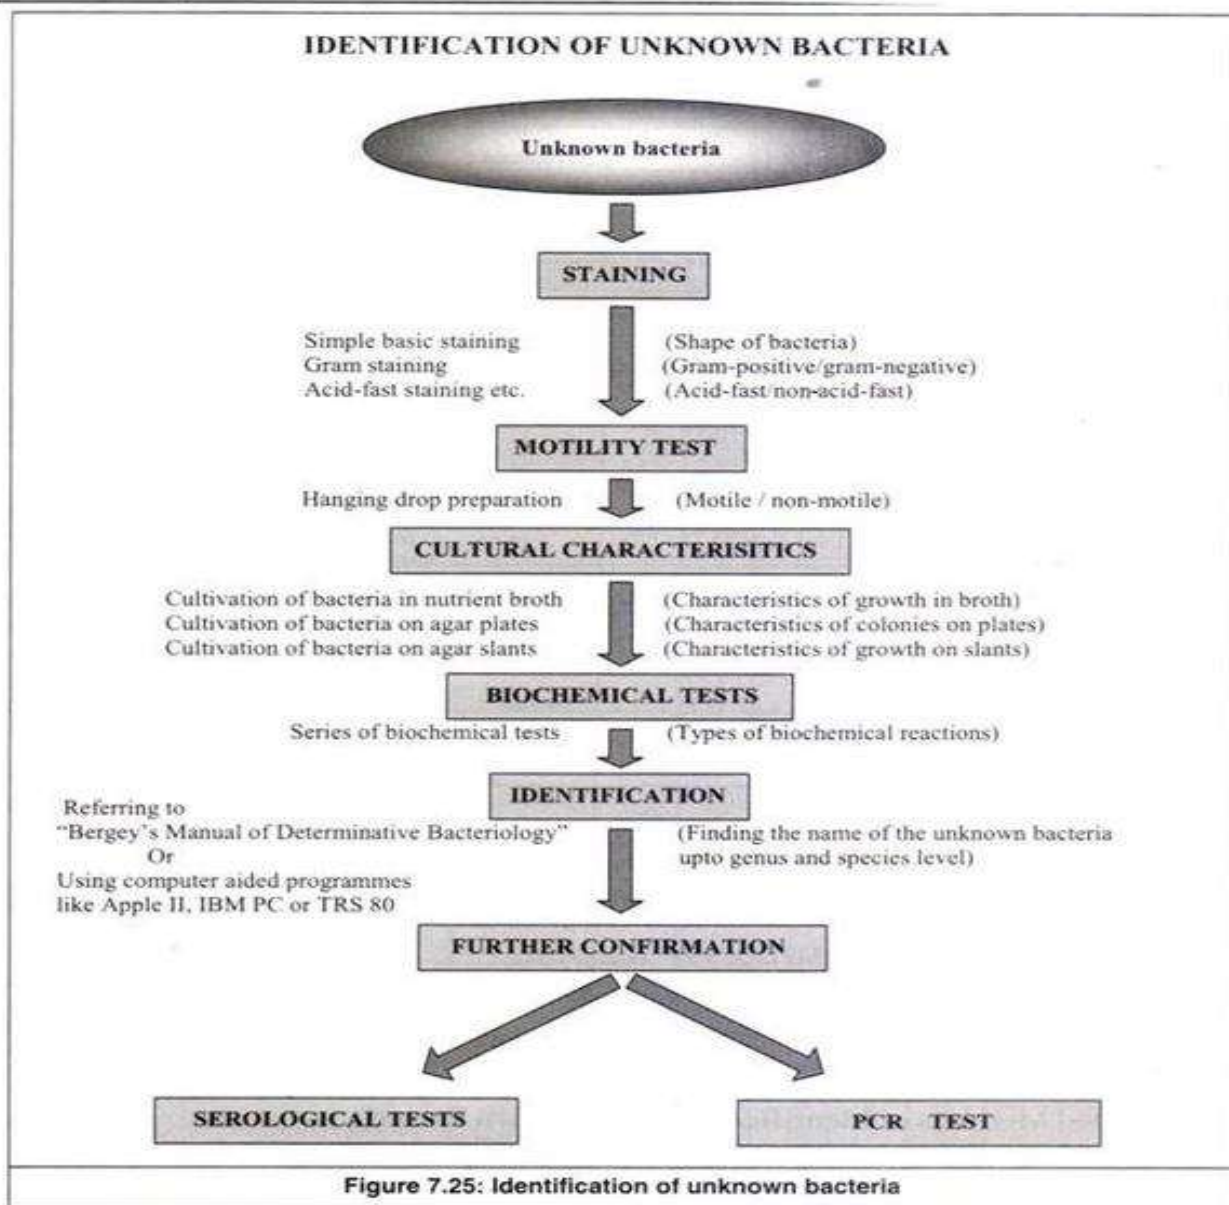 IDENTIFICATION OF UNKNOWN BACTERIA
Unknown bacteria
STAINING
Simple basic staining (Shape of bacteria)
Gram staining (Gram-positive/gram-negative)
Acid-fast staining etc. (Acid-fast/non-acid-fast)
MOTILITY TEST
Hanging drop preparation (Motile / non-motile)
CULTURAL CHARACTERISITICS
Cultivation of bacteria in nutrient broth (Characteristics of growth in broth)
Cultivation of bacteria on agar plates (Characteristics of colonies on plates)
Cultivation of bacteria on agar slants (Characteristics of growth on slants)
BIOCHEMICAL TESTS
Series of biochemical tests (Types of biochemical reactions)
IDENTIFICATION
Referring to
"Bergey's Manual of Determinative Bacteriology" (Finding the name of the unknown bacteria
Or upto genus and species level)
Using computer aided programmes
like Apple II, IBM PC or TRS 80
FURTHER CONFIRMATION
SEROLOGICAL TESTS
PCR TEST
Figure 7.25: Identification of unknown bacteria